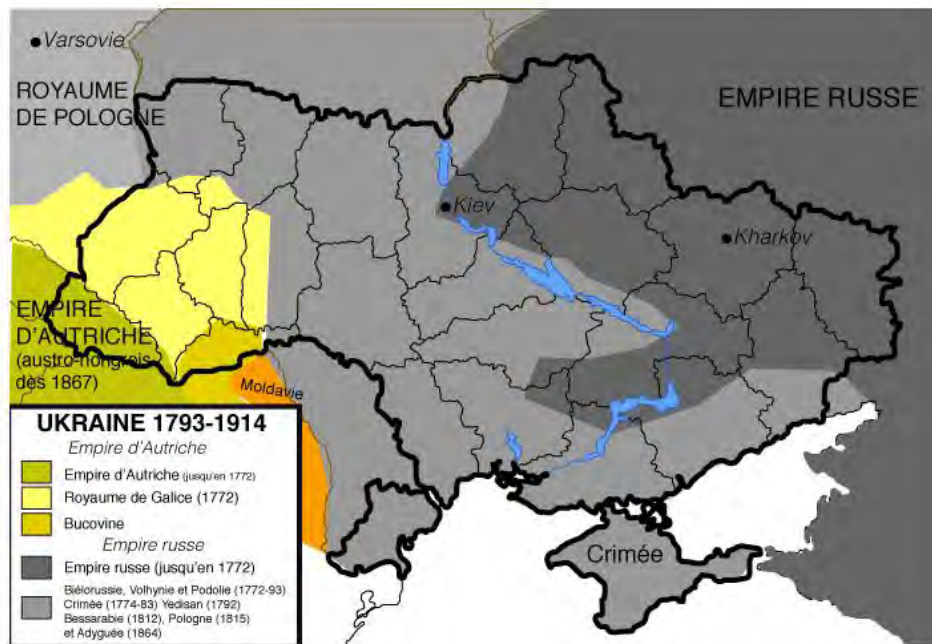 Varsovie
ROYAUME
DE POLOGNE
EMPIRE RUSSE
Kiev
Kharkov
EMPIRE
D'AUTRICHE
(austro-hongrois
dès 1867)
Moldavie
Crimée
UKRAINE 1793-1914
Empire d'Autriche
Empire d'Autriche (jusqu'en 1772)
Royaume de Galice (1772)
Bucovine
Empire russe
Empire russe (jusqu'en 1772)
Biélorussie, Volhynie et Podolie (1772-93)
Crimée (1774-83) Yedisan (1792)
Bessarabie (1812), Pologne (1815)
et Adyguée (1864)